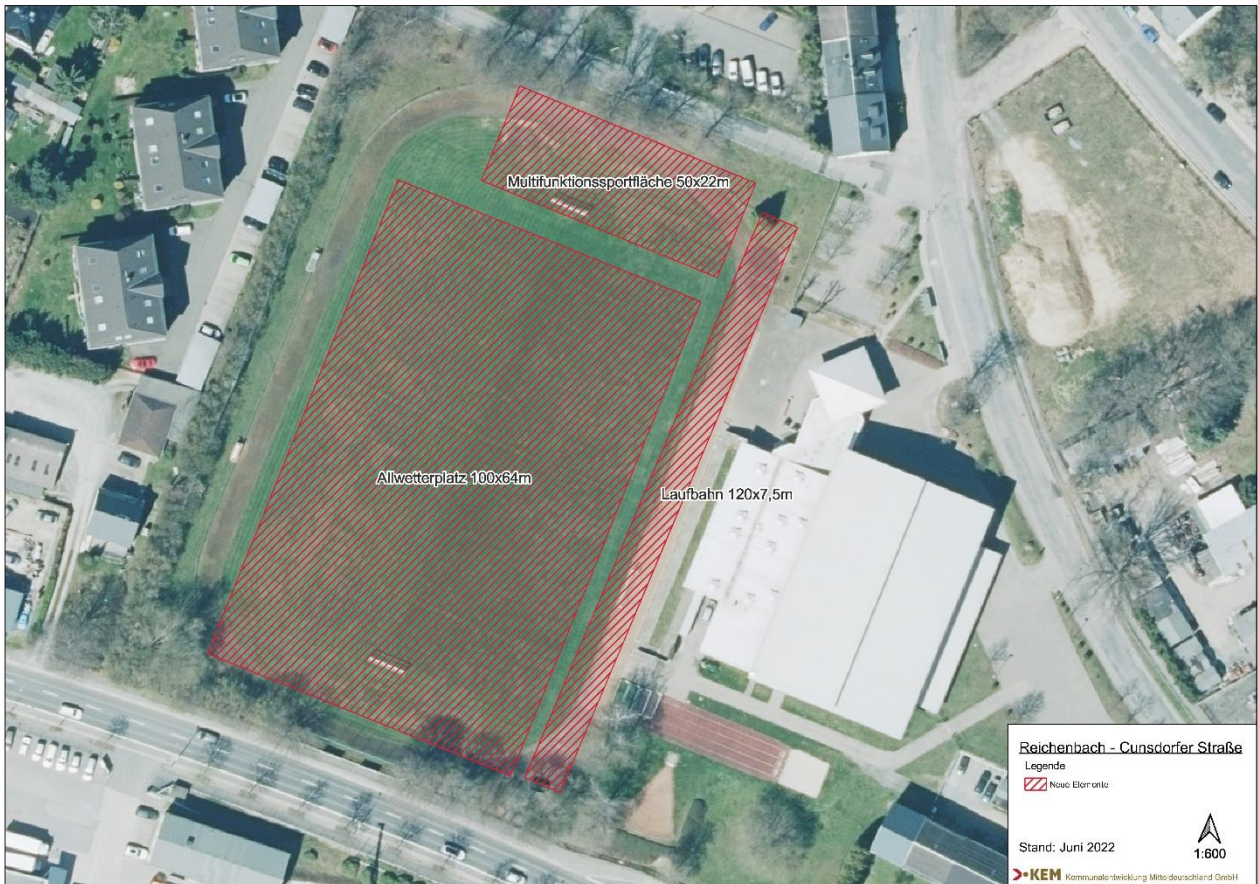 Multifunktionssportfläche 50x22m
Allwetterplatz 100x64m
Laufbahn 120x7,5m
Reichenbach - Cunsdorfer Straße
Legende
Neue Elemente
Stand: Juni 2022
1:600
KEM Kommunalentwicklung Mitteldeutschland GmbH